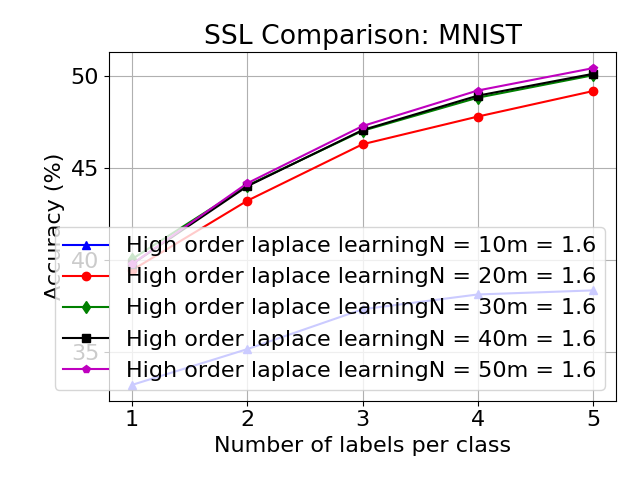 SSL Comparison: MNIST
50
45
40
35
Accuracy (%)
High order laplace learningN = 10m = 1.6
High order laplace learningN = 20m = 1.6
High order laplace learningN = 30m = 1.6
High order laplace learningN = 40m = 1.6
High order laplace learningN = 50m = 1.6
1 2 3 4 5
Number of labels per class